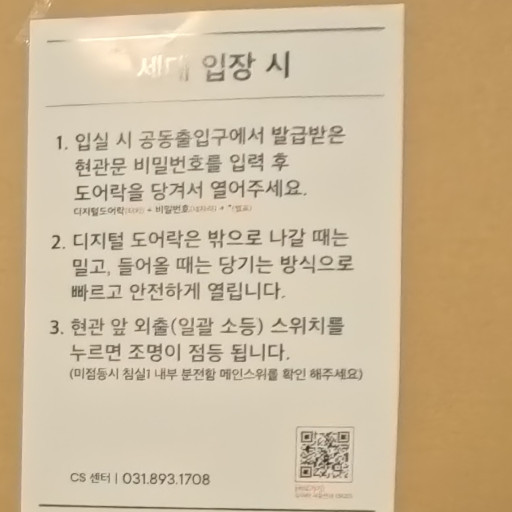 세대 입장 시
1. 입실 시 공동출입구에서 발급받은
현관문 비밀번호를 입력 후
도어락을 당겨서 열어주세요.
디지털도어락(터치) + 비밀번호(네자리) + *(별표)
2. 디지털 도어락은 밖으로 나갈 때는
밀고, 들어올 때는 당기는 방식으로
빠르고 안전하게 열립니다.
3. 현관 앞 외출(일괄 소등) 스위치를
누르면 조명이 점등 됩니다.
(미점등시 침실1 내부 분전함 메인스위를 확인 해주세요)
CS 센터 | 031.893.1708